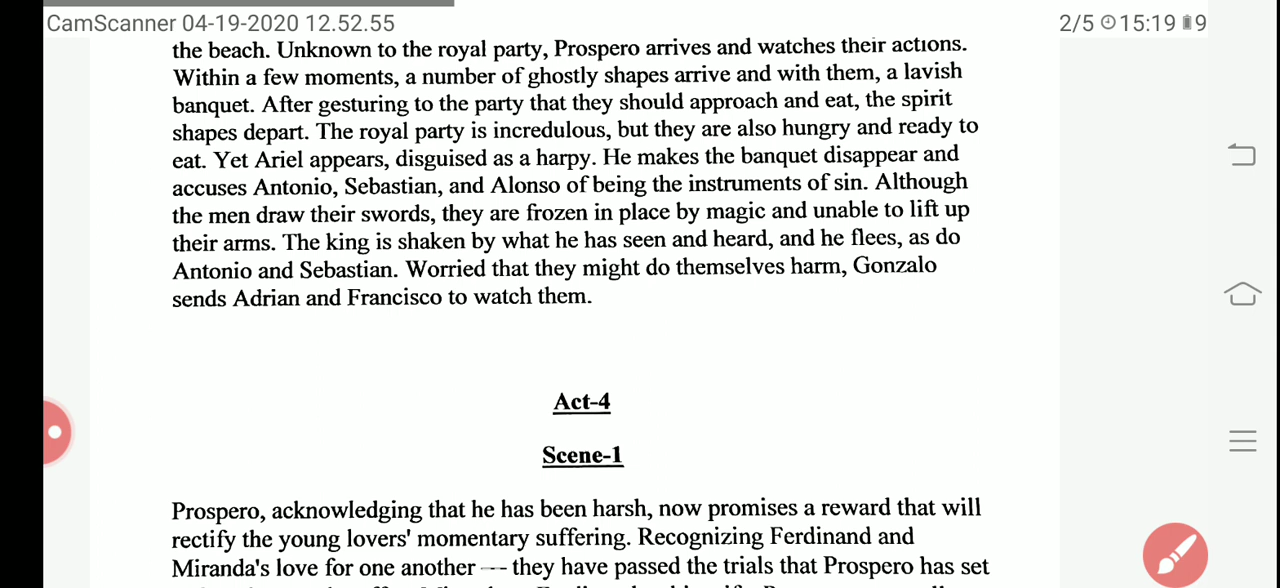 CamScanner 04-19-2020 12.52.55
2/5 15:19 9
the beach. Unknown to the royal party, Prospero arrives and watches their actions.
Within a few moments, a number of ghostly shapes arrive and with them, a lavish
banquet. After gesturing to the party that they should approach and eat, the spirit
shapes depart. The royal party is incredulous, but they are also hungry and ready to
eat. Yet Ariel appears, disguised as a harpy. He makes the banquet disappear and
accuses Antonio, Sebastian, and Alonso of being the instruments of sin. Although
the men draw their swords, they are frozen in place by magic and unable to lift up
their arms. The king is shaken by what he has seen and heard, and he flees, as do
Antonio and Sebastian. Worried that they might do themselves harm, Gonzalo
sends Adrian and Francisco to watch them.
Act-4
Scene-1
Prospero, acknowledging that he has been harsh, now promises a reward that will
rectify the young lovers' momentary suffering. Recognizing Ferdinand and
Miranda's love for one another --- they have passed the trials that Prospero has set